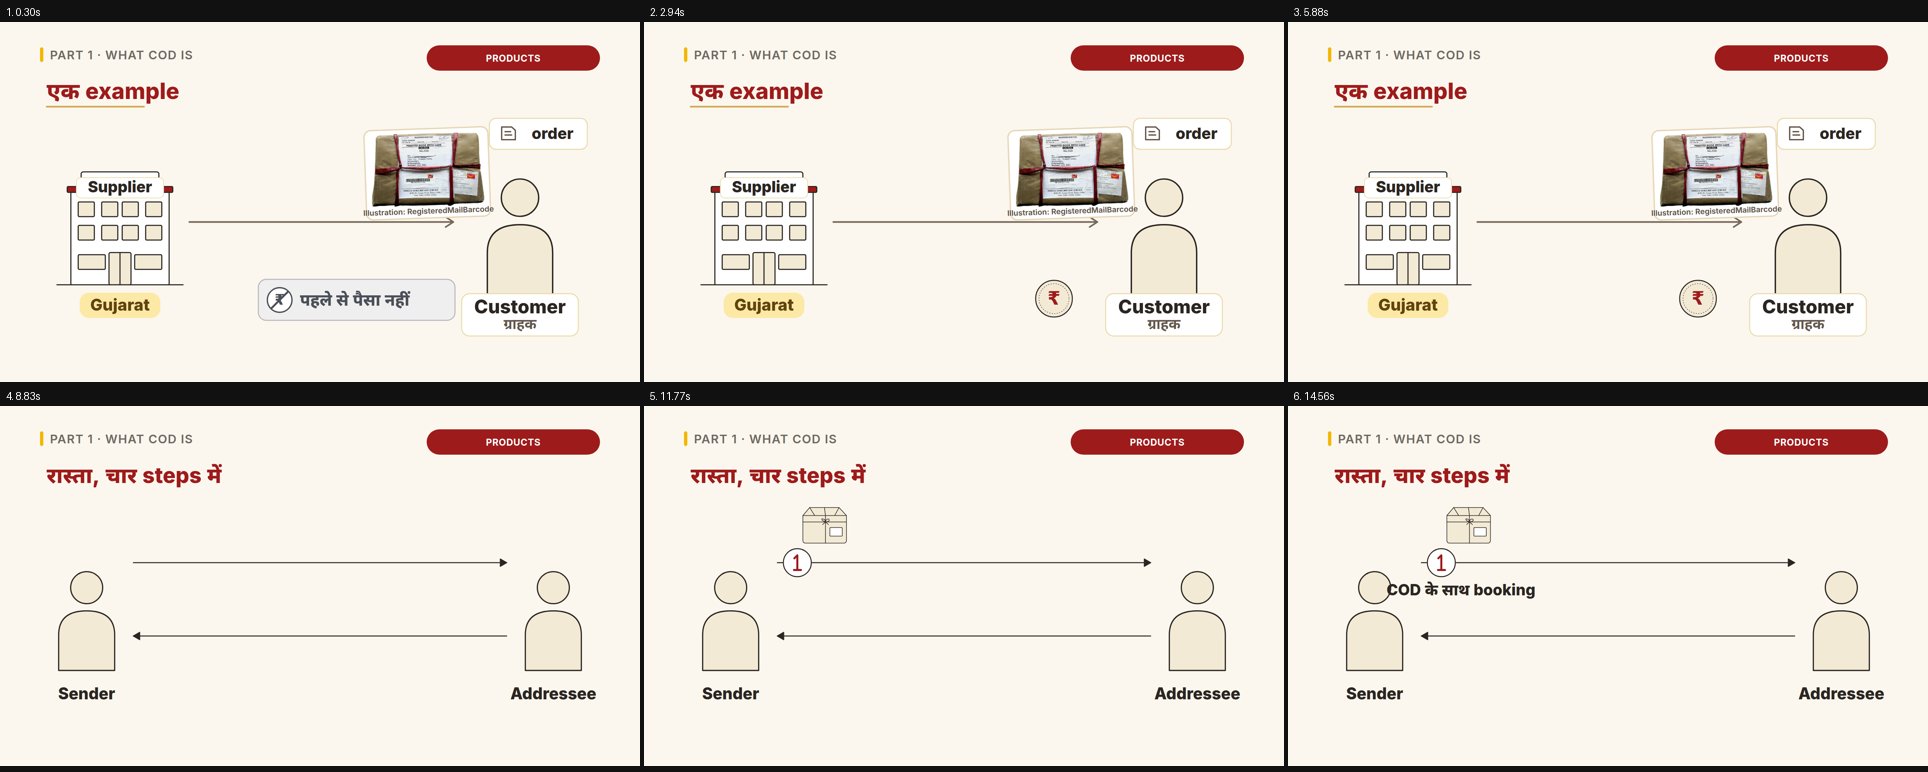 1. 0.30s
PART 1 · WHAT COD IS
PRODUCTS
एक example
order
Supplier
Illustration: RegisteredMailBarcode
Gujarat
पहले से पैसा नहीं
Customer
ग्राहक
2. 2.94s
PART 1 · WHAT COD IS
PRODUCTS
एक example
order
Supplier
Illustration: RegisteredMailBarcode
Gujarat
₹
Customer
ग्राहक
3. 5.88s
PART 1 · WHAT COD IS
PRODUCTS
एक example
order
Supplier
Illustration: RegisteredMailBarcode
Gujarat
₹
Customer
ग्राहक
4. 8.83s
PART 1 · WHAT COD IS
PRODUCTS
रास्ता, चार steps में
Sender
Addressee
5. 11.77s
PART 1 · WHAT COD IS
PRODUCTS
रास्ता, चार steps में
1
Sender
Addressee
6. 14.56s
PART 1 · WHAT COD IS
PRODUCTS
रास्ता, चार steps में
1
COD के साथ booking
Sender
Addressee